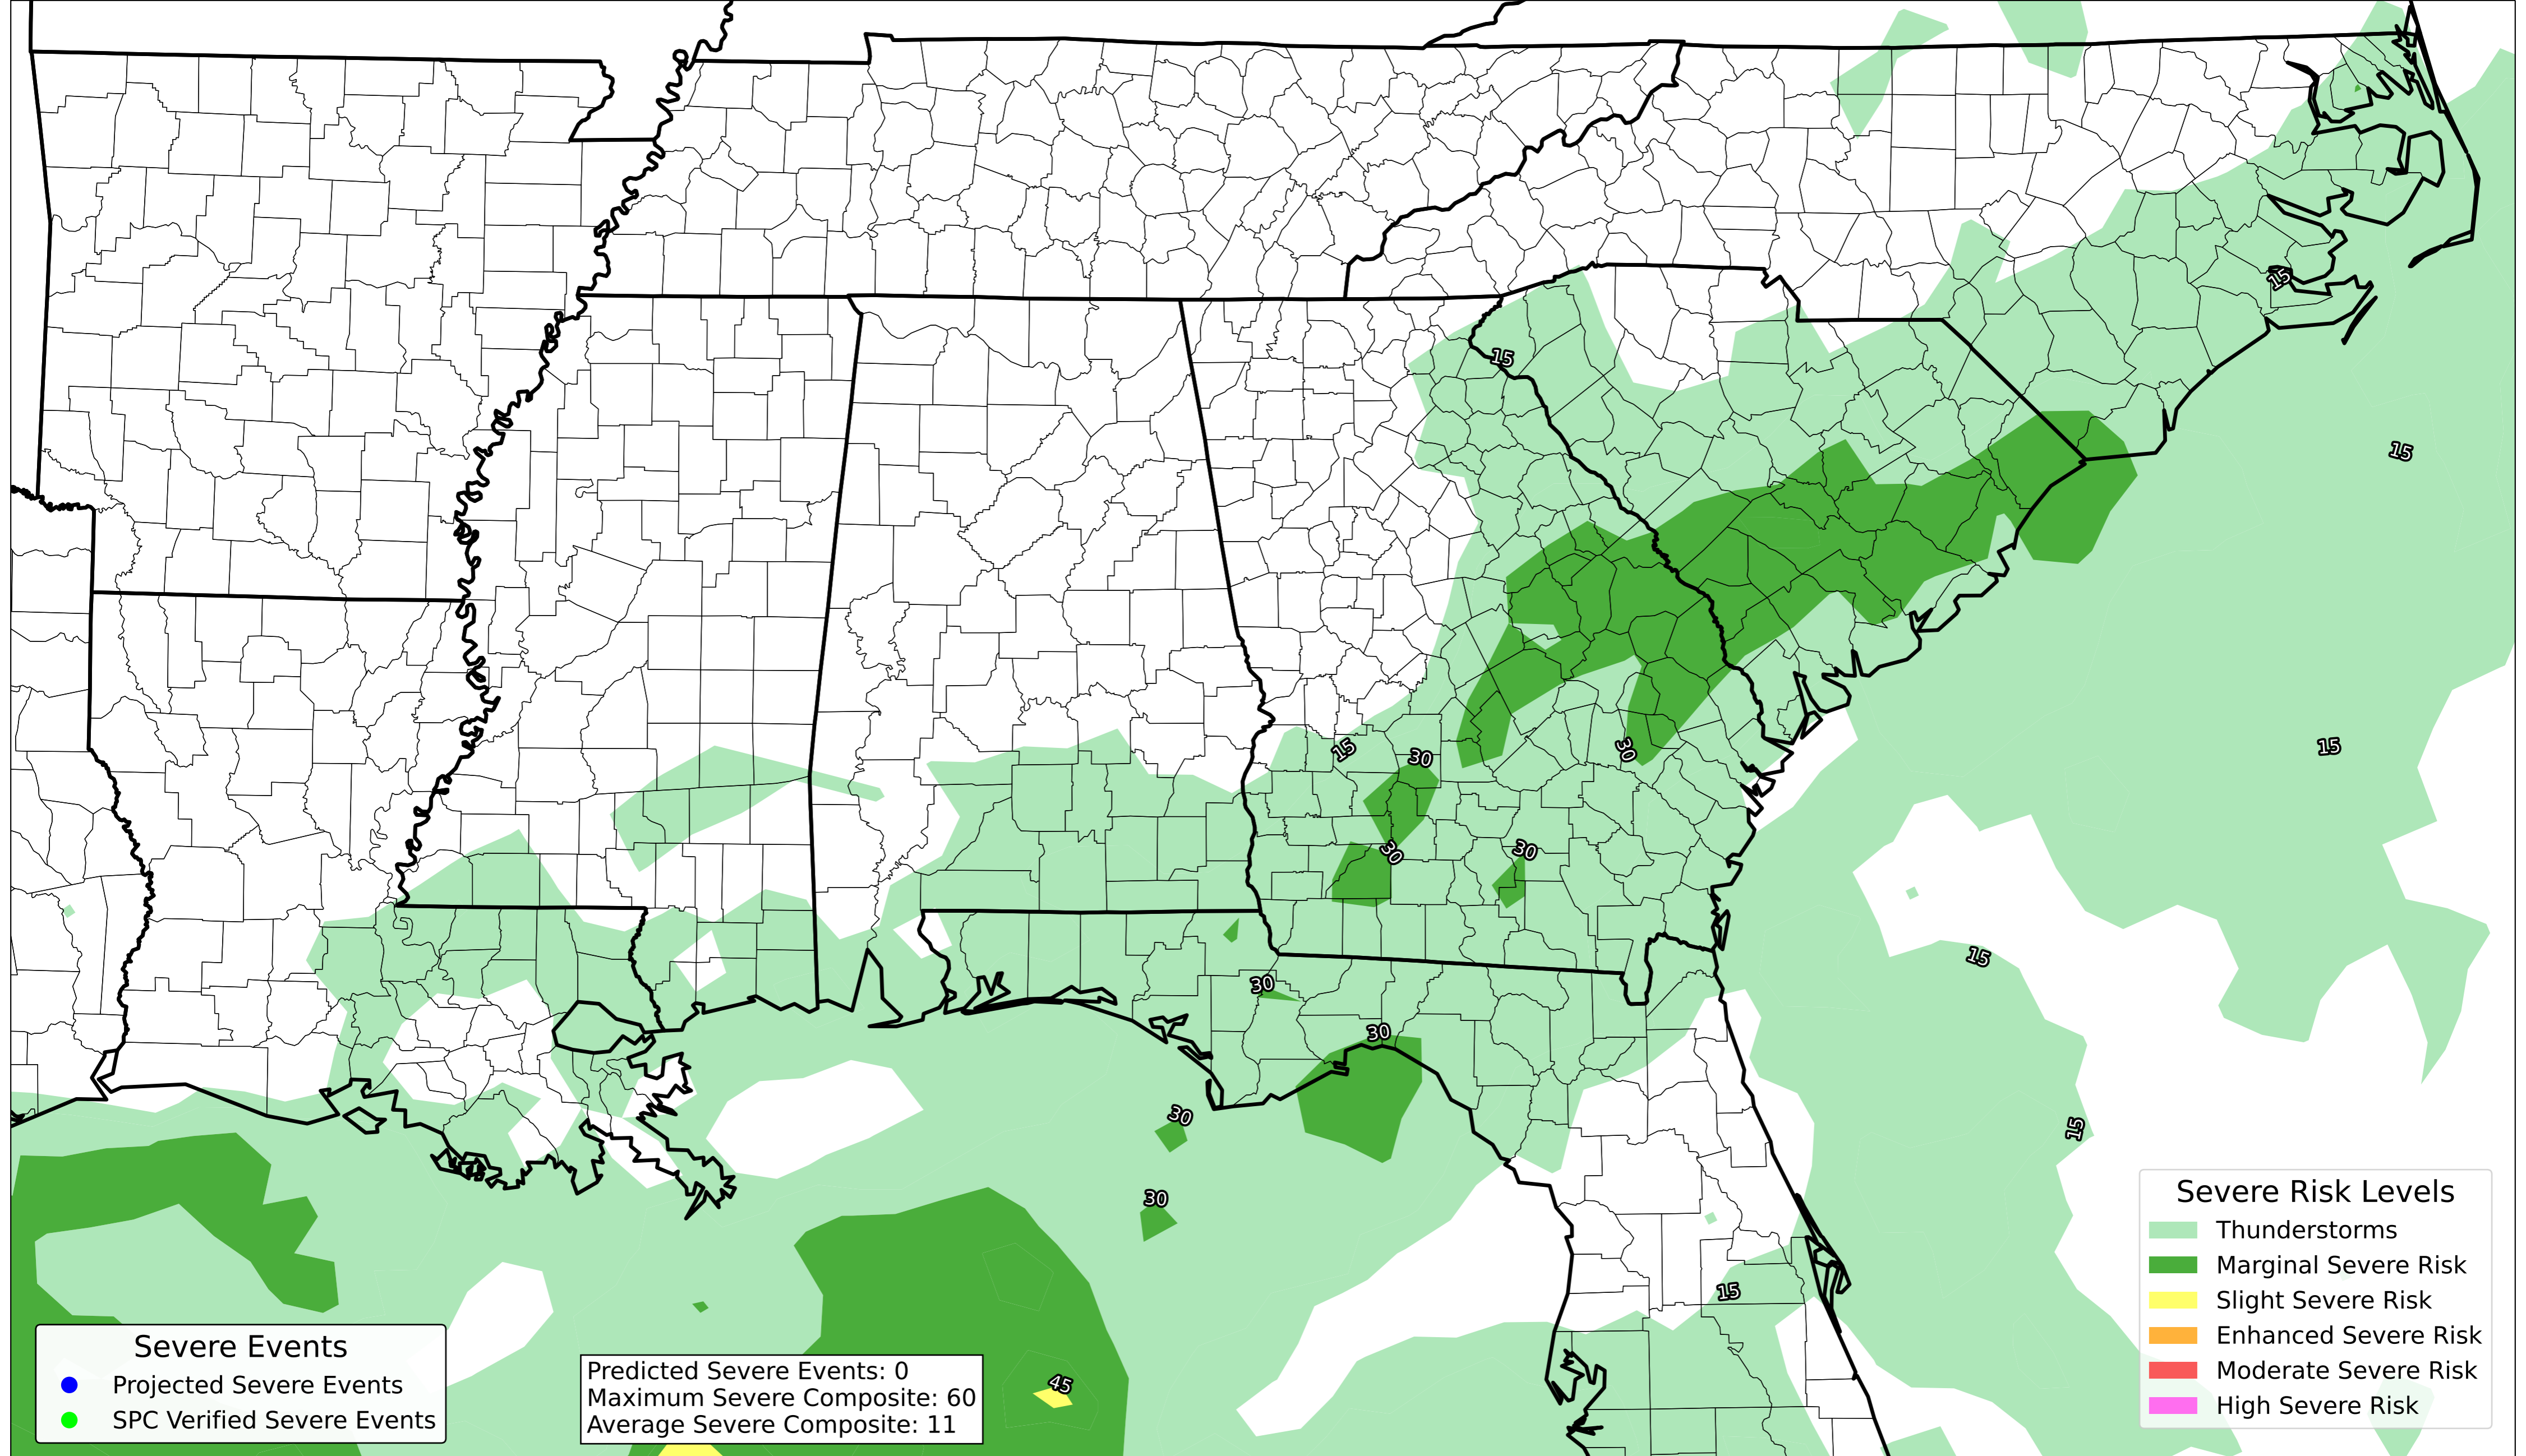 15
15
15
15
15
30
30
30
30
30
30
15
15
30
30
15
45
Severe Risk Levels
Thunderstorms
Marginal Severe Risk
Slight Severe Risk
Enhanced Severe Risk
Moderate Severe Risk
High Severe Risk
Severe Events
Projected Severe Events
SPC Verified Severe Events
Predicted Severe Events: 0
Maximum Severe Composite: 60
Average Severe Composite: 11